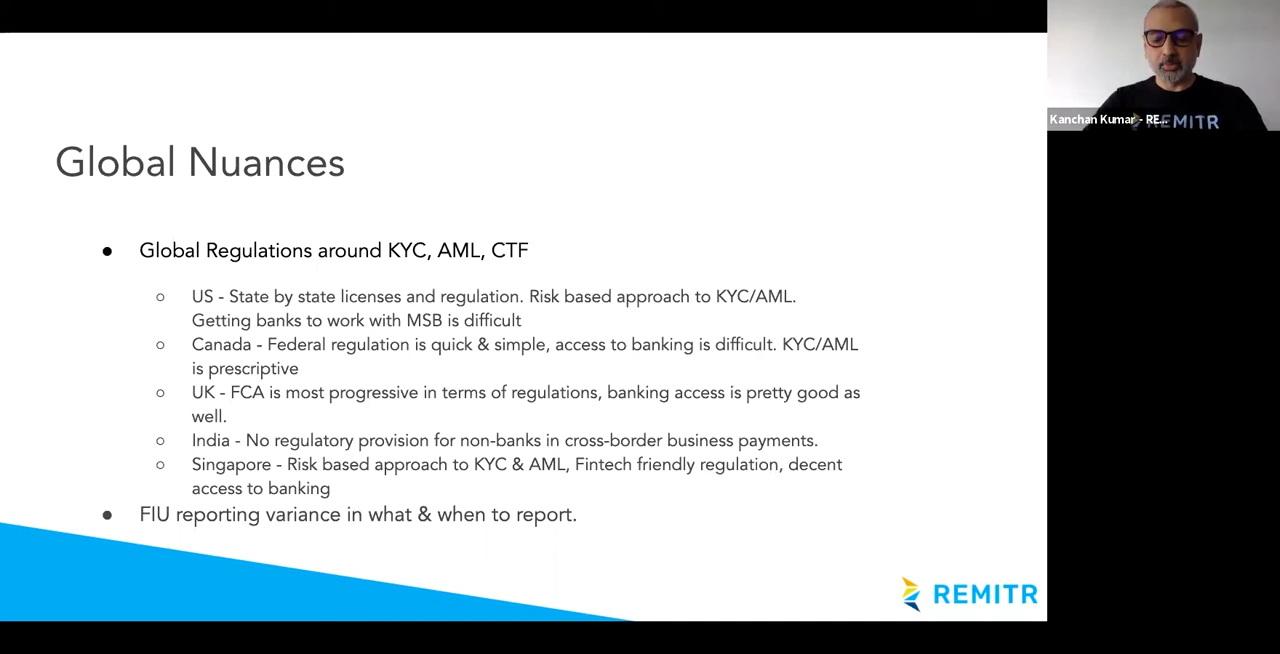 Global Nuances
● Global Regulations around KYC, AML, CTF
○ US - State by state licenses and regulation. Risk based approach to KYC/AML.
Getting banks to work with MSB is difficult
○ Canada - Federal regulation is quick & simple, access to banking is difficult. KYC/AML
is prescriptive
○ UK - FCA is most progressive in terms of regulations, banking access is pretty good as
well.
○ India - No regulatory provision for non-banks in cross-border business payments.
○ Singapore - Risk based approach to KYC & AML, Fintech friendly regulation, decent
access to banking
● FIU reporting variance in what & when to report.
REMITR
Kanchan Kumar - RE...
REMITR